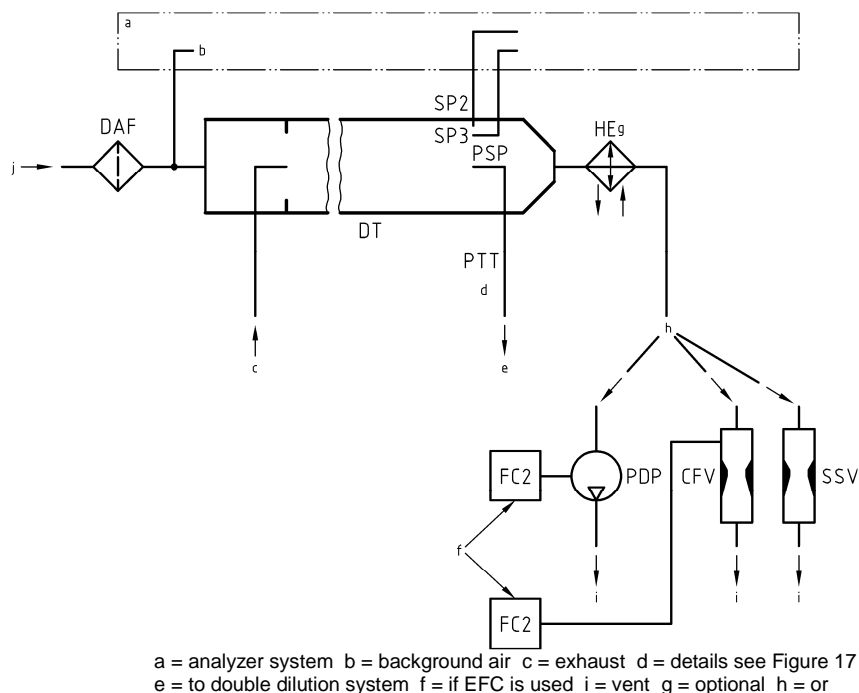 a
b
SP2
DAF
SP3
HE g
PSP
j
DT
PTT
d
h
c
e
FC2
PDP
CFV
SSV
f
i
i
i
FC2
a = analyzer system b = background air c = exhaust d = details see Figure 17
e = to double dilution system f = if EFC is used i = vent g = optional h = or